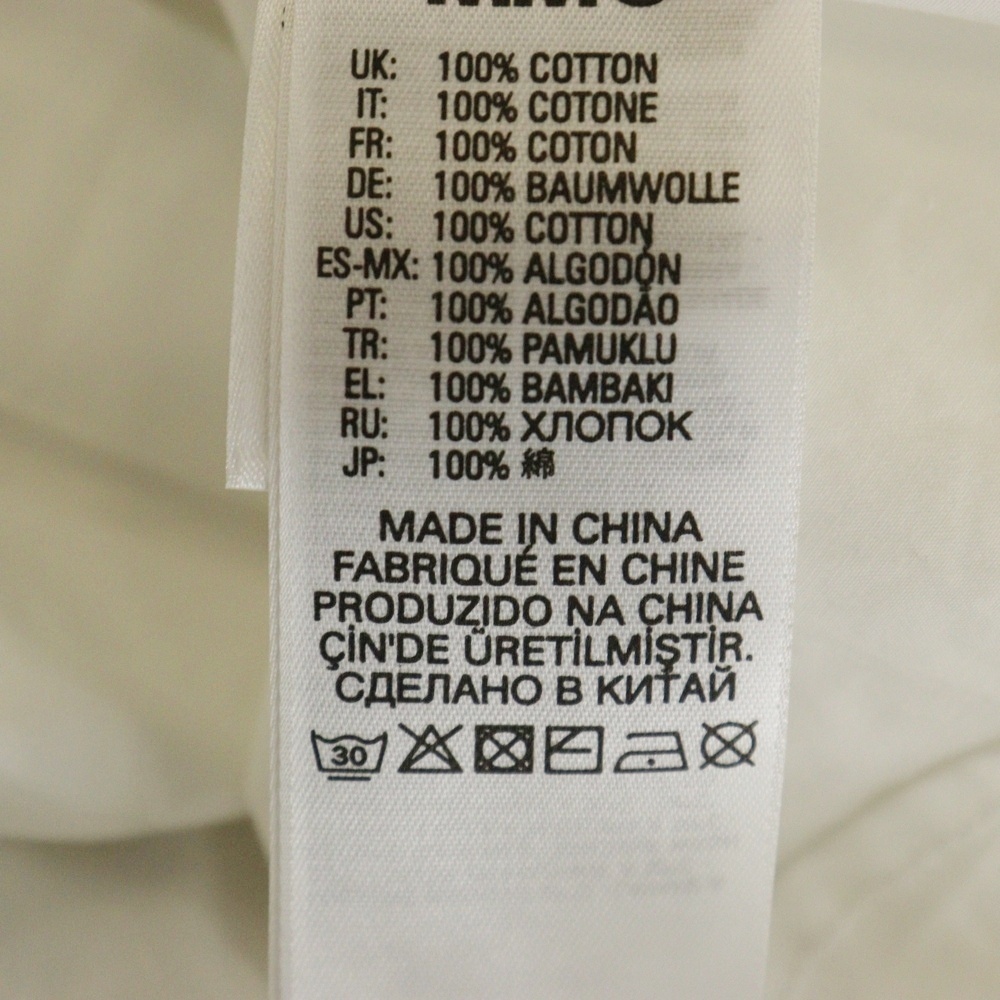 UK: 100% COTTON
IT: 100% COTONE
FR: 100% COTON
DE: 100% BAUMWOLLE
US: 100% COTTON
ES-MX: 100% ALGODÓN
PT: 100% ALGODÃO
TR: 100% PAMUKLU
EL: 100% BAMBAKI
RU: 100% ХЛОПОК
JP: 100% 綿
MADE IN CHINA
FABRIQUÉ EN CHINE
PRODUZIDO NA CHINA
ÇİN'DE ÜRETİLMİŞTİR.
СДЕЛАНО В КИТАЙ
30